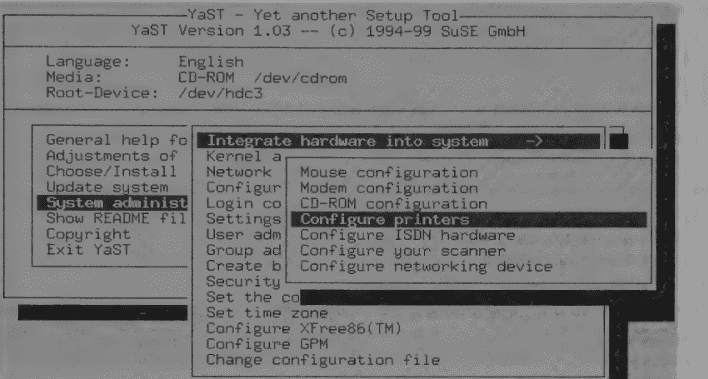 YaST - Yet another Setup Tool
YaST Version 1.03 -- (c) 1994-99 SuSE GmbH
Language: English
Media: CD-ROM /dev/cdrom
Root-Device: /dev/hdc3
General help fo
Adjustments of
Choose/Install
Update system
System administ
Show README fil
Copyright
Exit YaST
Integrate hardware into system ->
Kernel a
Network
Configur
Login co
Settings
User adm
Group ad
Create b
Security
Set the co
Set time zone
Configure XFree86(TM)
Configure GPM
Change configuration file
Mouse configuration
Modem configuration
CD-ROM configuration
Configure printers
Configure ISDN hardware
Configure your scanner
Configure networking device